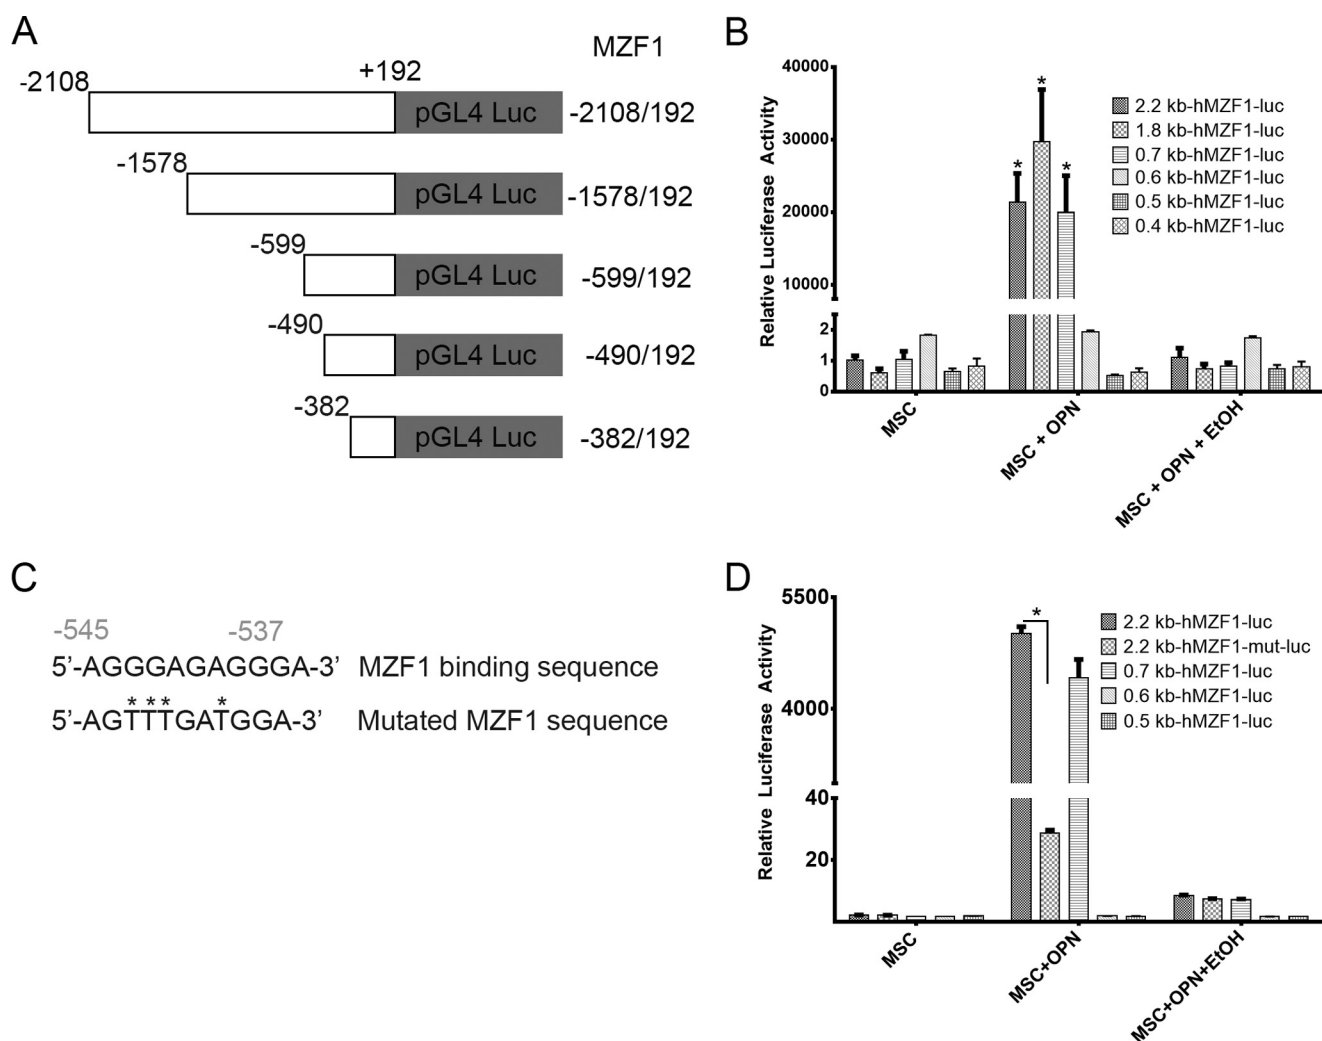 A
MZF1
-2108
+192
pGL4 Luc
-2108/192
-1578
pGL4 Luc
-1578/192
-599
pGL4 Luc
-599/192
-490
pGL4 Luc
-490/192
-382
pGL4 Luc
-382/192
B
Relative Luciferase Activity
40000
30000
20000
10000
2
1
0
*
*
*
2.2 kb-hMZF1-luc
1.8 kb-hMZF1-luc
0.7 kb-hMZF1-luc
0.6 kb-hMZF1-luc
0.5 kb-hMZF1-luc
0.4 kb-hMZF1-luc
MSC
MSC + OPN
MSC + OPN + EtOH
C
-545
-537
5'-AGGGAGAGGGA-3' MZF1 binding sequence
* * * *
5'-AGTTTGATGGA-3' Mutated MZF1 sequence
D
Relative Luciferase Activity
5500
4000
40
20
*
2.2 kb-hMZF1-luc
2.2 kb-hMZF1-mut-luc
0.7 kb-hMZF1-luc
0.6 kb-hMZF1-luc
0.5 kb-hMZF1-luc
MSC
MSC+OPN
MSC+OPN+EtOH